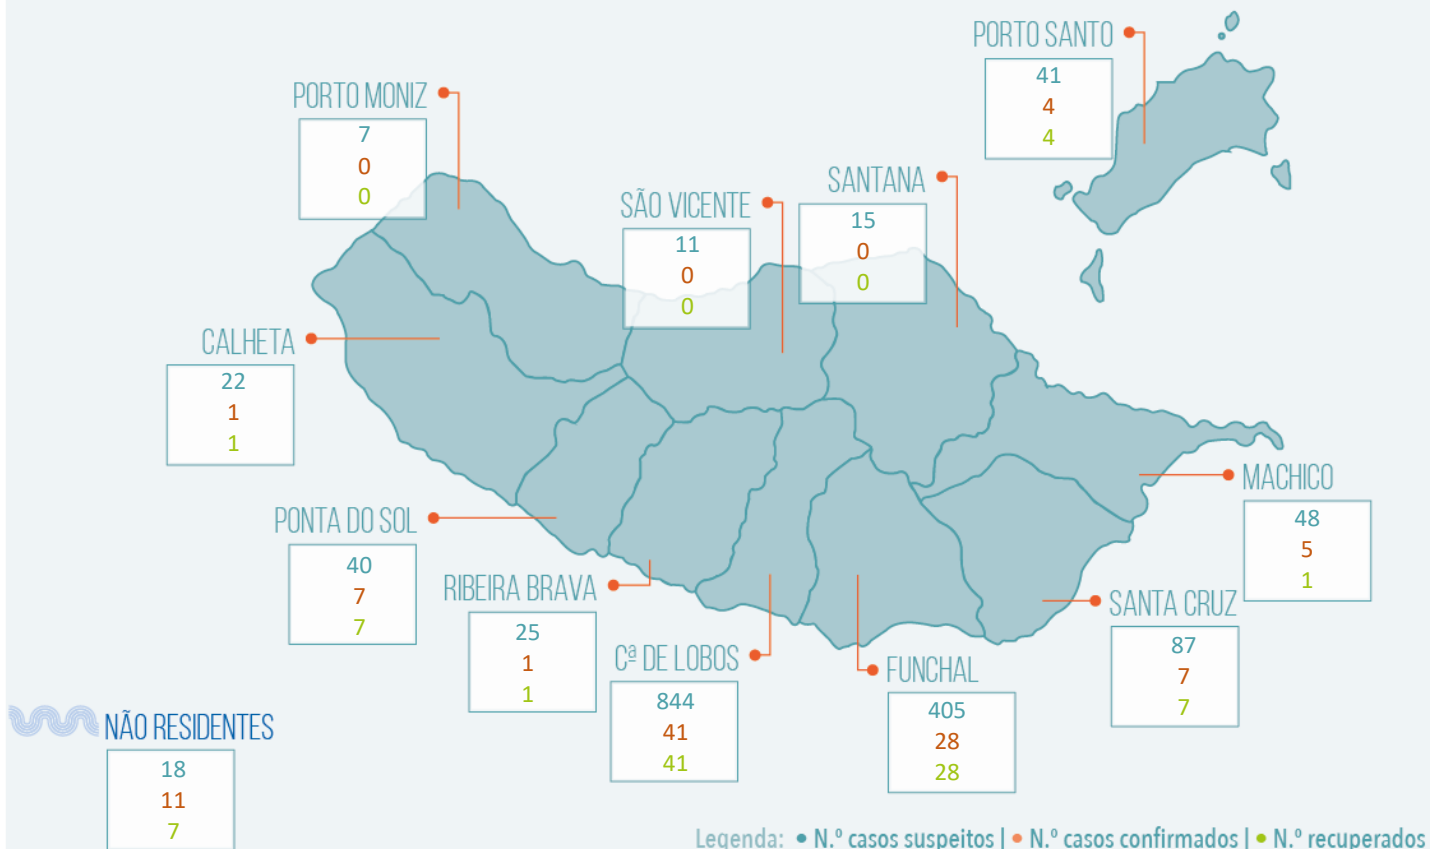 PORTO SANTO
41
4
4
PORTO MONIZ
7
0
0
SANTANA
15
0
0
SÃO VICENTE
11
0
0
CALHETA
22
1
1
MACHICO
48
5
1
PONTA DO SOL
40
7
7
RIBEIRA BRAVA
25
1
1
SANTA CRUZ
87
7
7
Cª DE LOBOS
844
41
41
FUNCHAL
405
28
28
NÃO RESIDENTES
18
11
7
Legenda: • N.º casos suspeitos | • N.º casos confirmados | • N.º recuperados